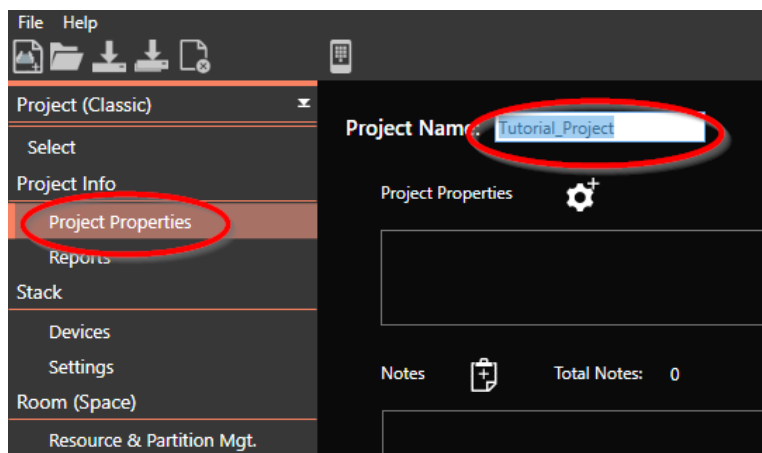 File Help
Project (Classic)
Select
Project Info
Project Properties
Reports
Stack
Devices
Settings
Room (Space)
Resource & Partition Mgt.
Project Name: Tutorial_Project
Project Properties
Notes Total Notes: 0